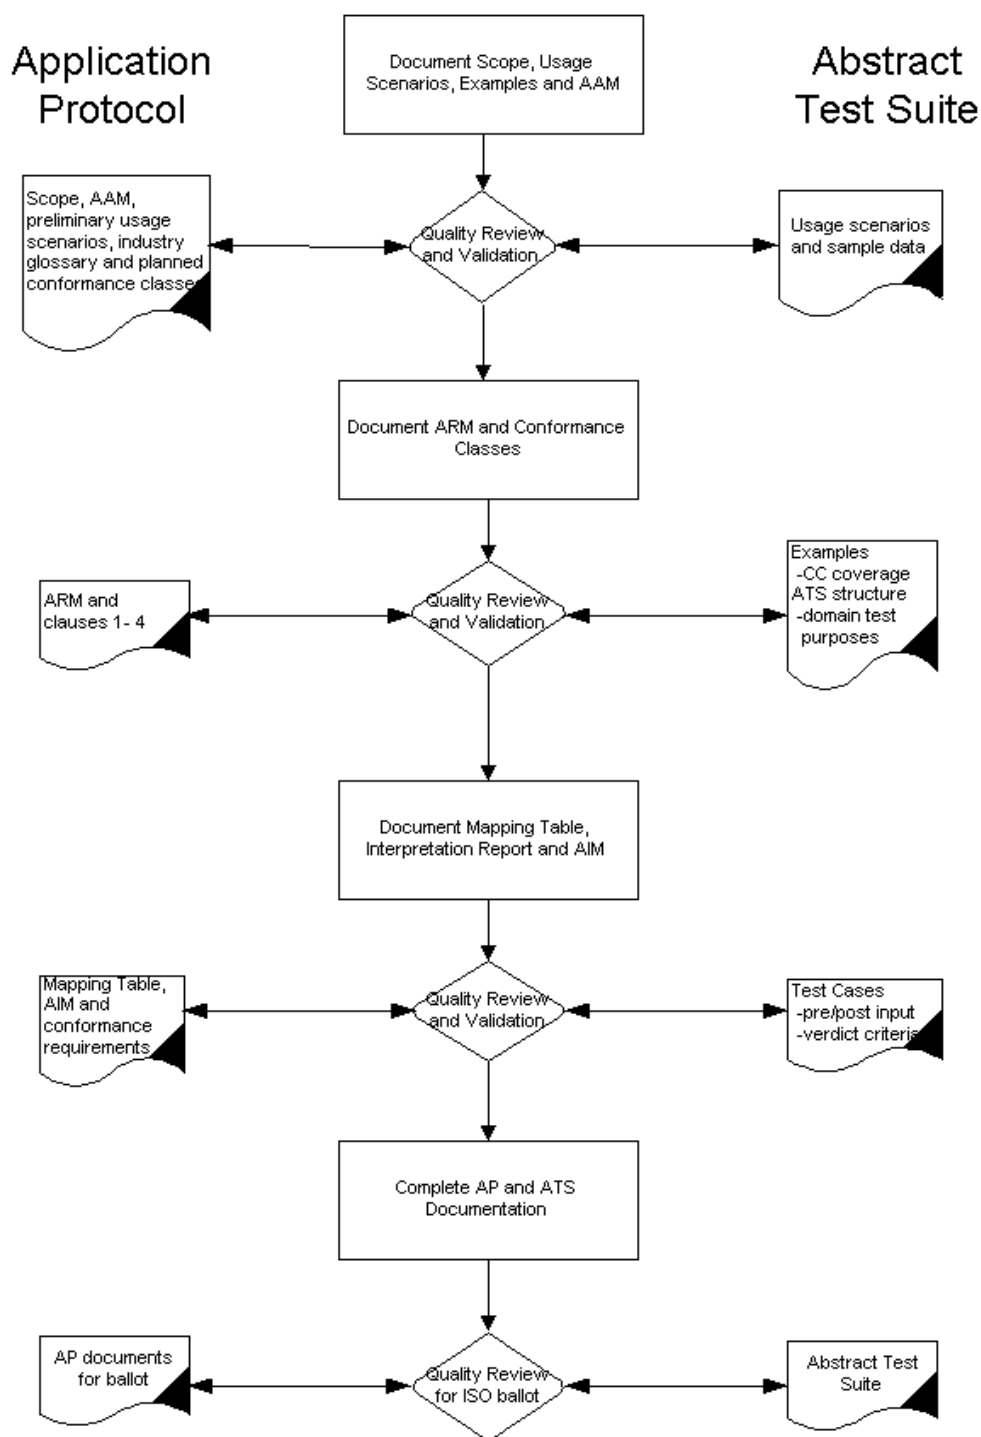 Application
Protocol
Document Scope, Usage
Scenarios, Examples and AAM
Abstract
Test Suite
Scope, AAM,
preliminary usage
scenarios, industry
glossary and planned
conformance classes
Quality Review
and Validation
Usage scenarios
and sample data
Document ARM and Conformance
Classes
ARM and
clauses 1- 4
Quality Review
and Validation
Examples
-CC coverage
ATS structure
-domain test
purposes
Document Mapping Table,
Interpretation Report and AIM
Mapping Table,
AIM and
conformance
requirements
Quality Review
and Validation
Test Cases
-pre/post input
-verdict criteria
Complete AP and ATS
Documentation
AP documents
for ballot
Quality Review
for ISO ballot
Abstract Test
Suite